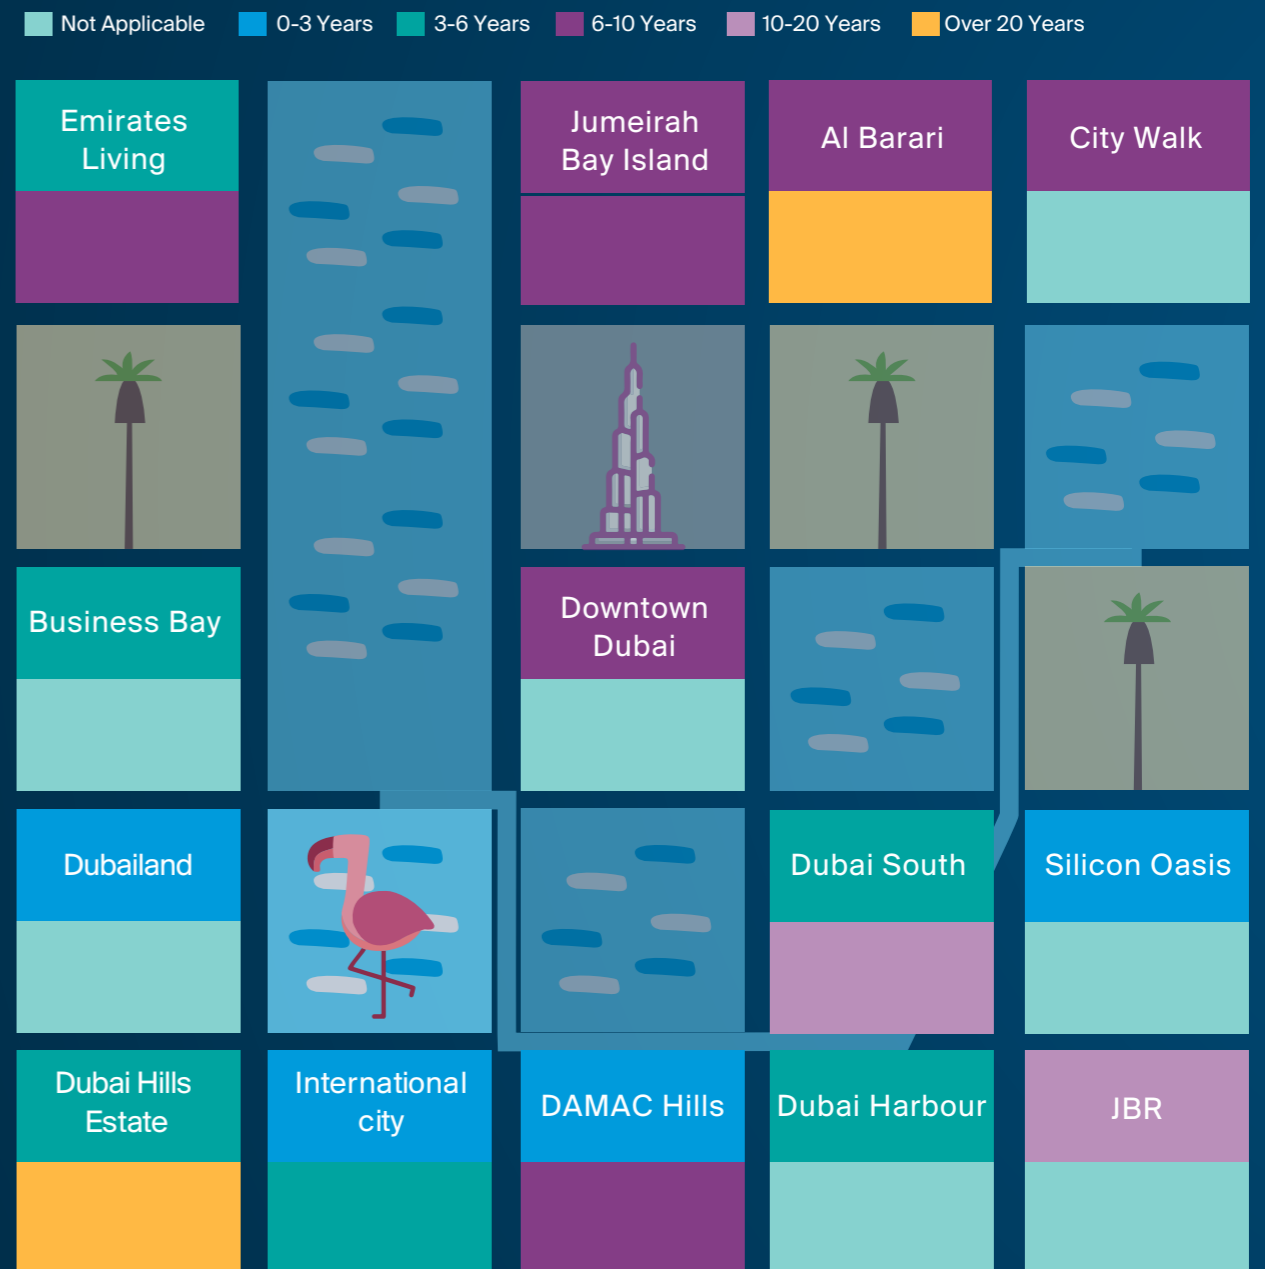 Not Applicable
0-3 Years
3-6 Years
6-10 Years
10-20 Years
Over 20 Years
Emirates
Living
Jumeirah
Bay Island
Al Barari
City Walk
Business Bay
Downtown
Dubai
Dubailand
Dubai South
Silicon Oasis
Dubai Hills
Estate
International
city
DAMAC Hills
Dubai Harbour
JBR